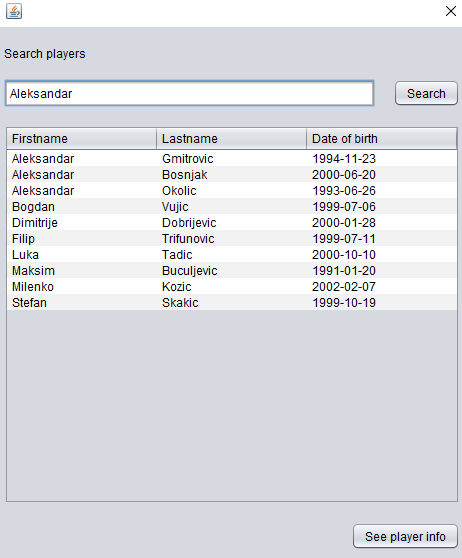 Search players
Aleksandar Search
Firstname Lastname Date of birth
Aleksandar Gmitrovic 1994-11-23
Aleksandar Bosnjak 2000-06-20
Aleksandar Okolic 1993-06-26
Bogdan Vujic 1999-07-06
Dimitrije Dobrijevic 2000-01-28
Filip Trifunovic 1999-07-11
Luka Tadic 2000-10-10
Maksim Buculjevic 1991-01-20
Milenko Kozic 2002-02-07
Stefan Skakic 1999-10-19
See player info